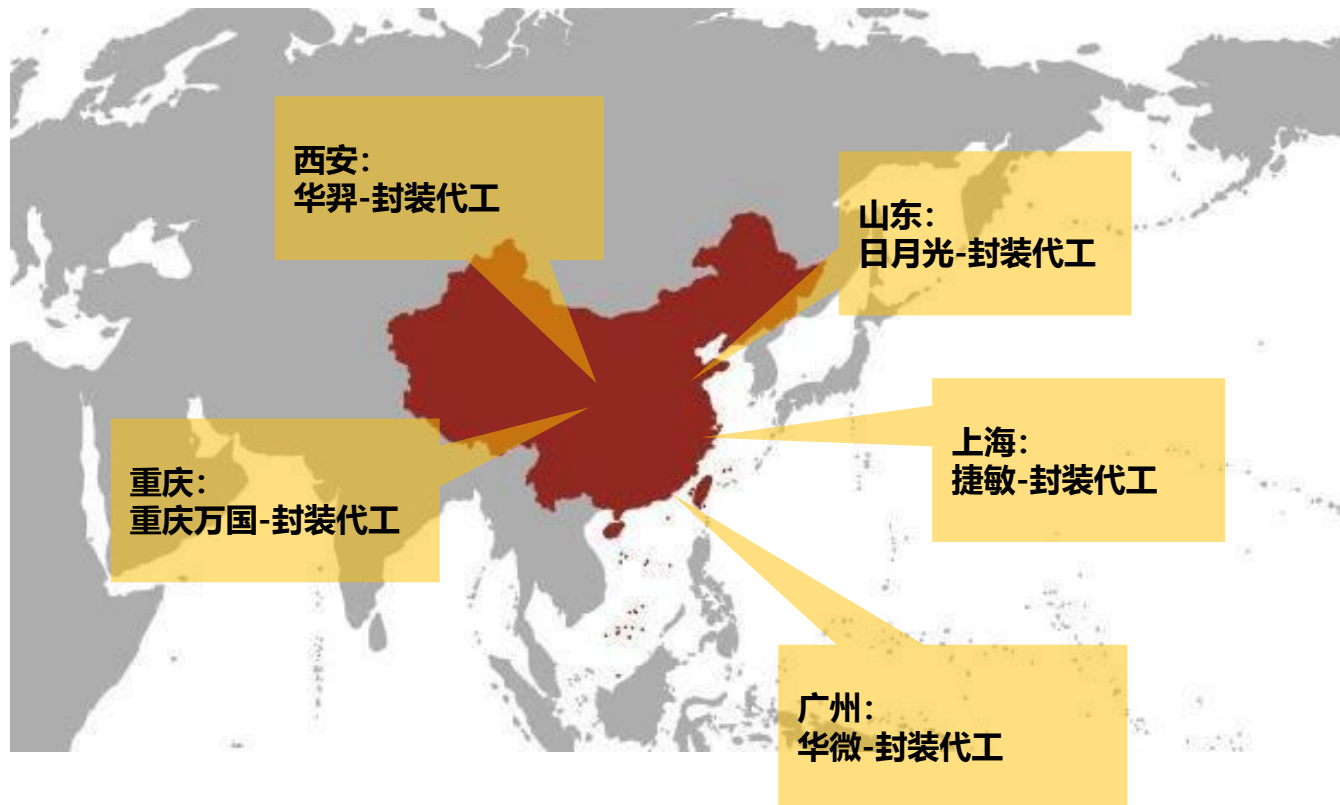 西安：
华羿-封装代工
山东：
日月光-封装代工
上海：
捷敏-封装代工
重庆：
重庆万国-封装代工
广州：
华微-封装代工